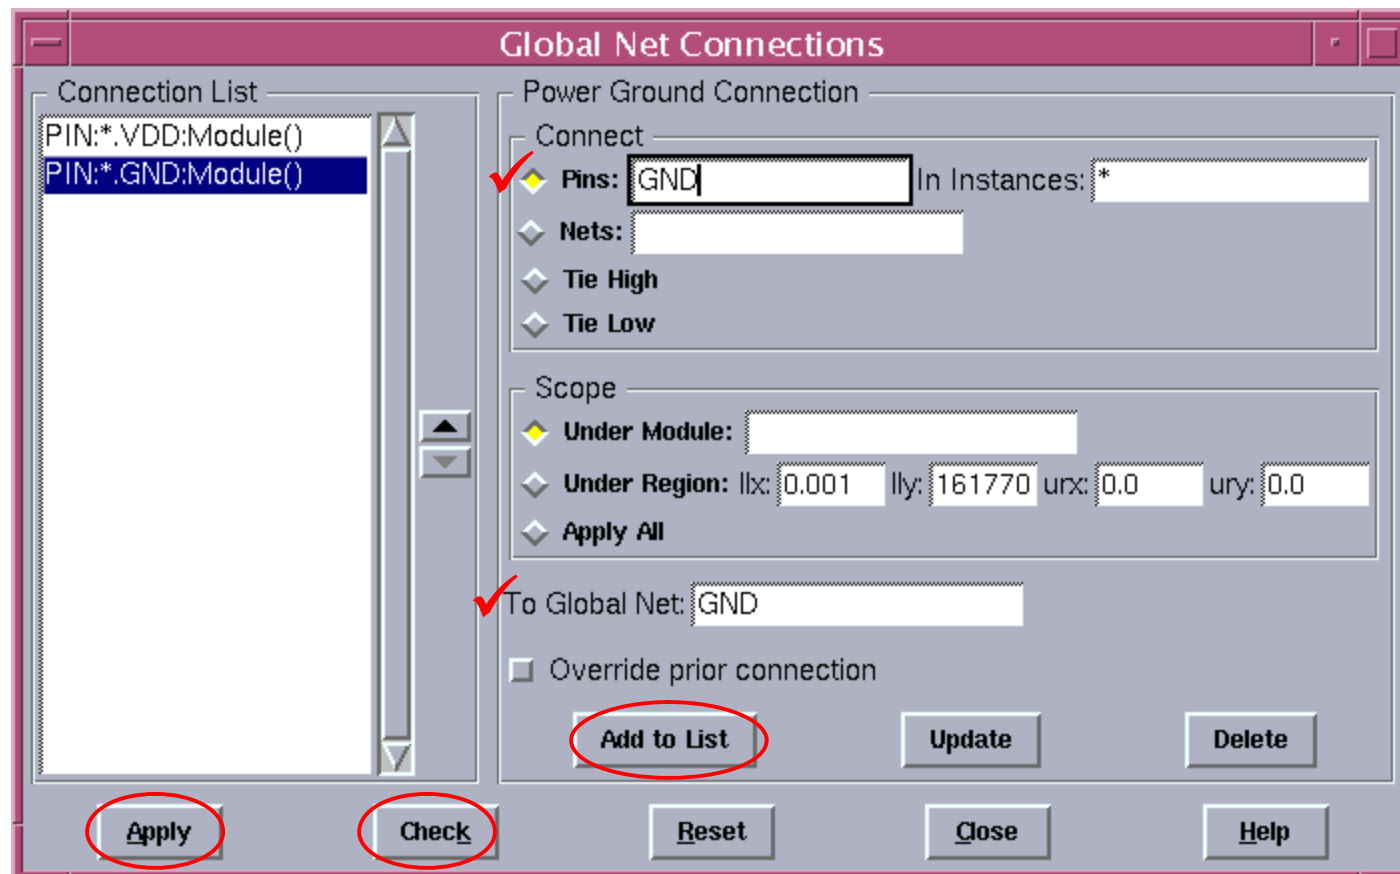 Global Net Connections
Connection List
PIN:*.VDD:Module()
PIN:*.GND:Module()
Power Ground Connection
Connect
Pins: GND In Instances: *
Nets:
Tie High
Tie Low
Scope
Under Module:
Under Region: llx: 0.001 lly: 161770 urx: 0.0 ury: 0.0
Apply All
To Global Net: GND
Override prior connection
Add to List Update Delete
Apply Check Reset Close Help